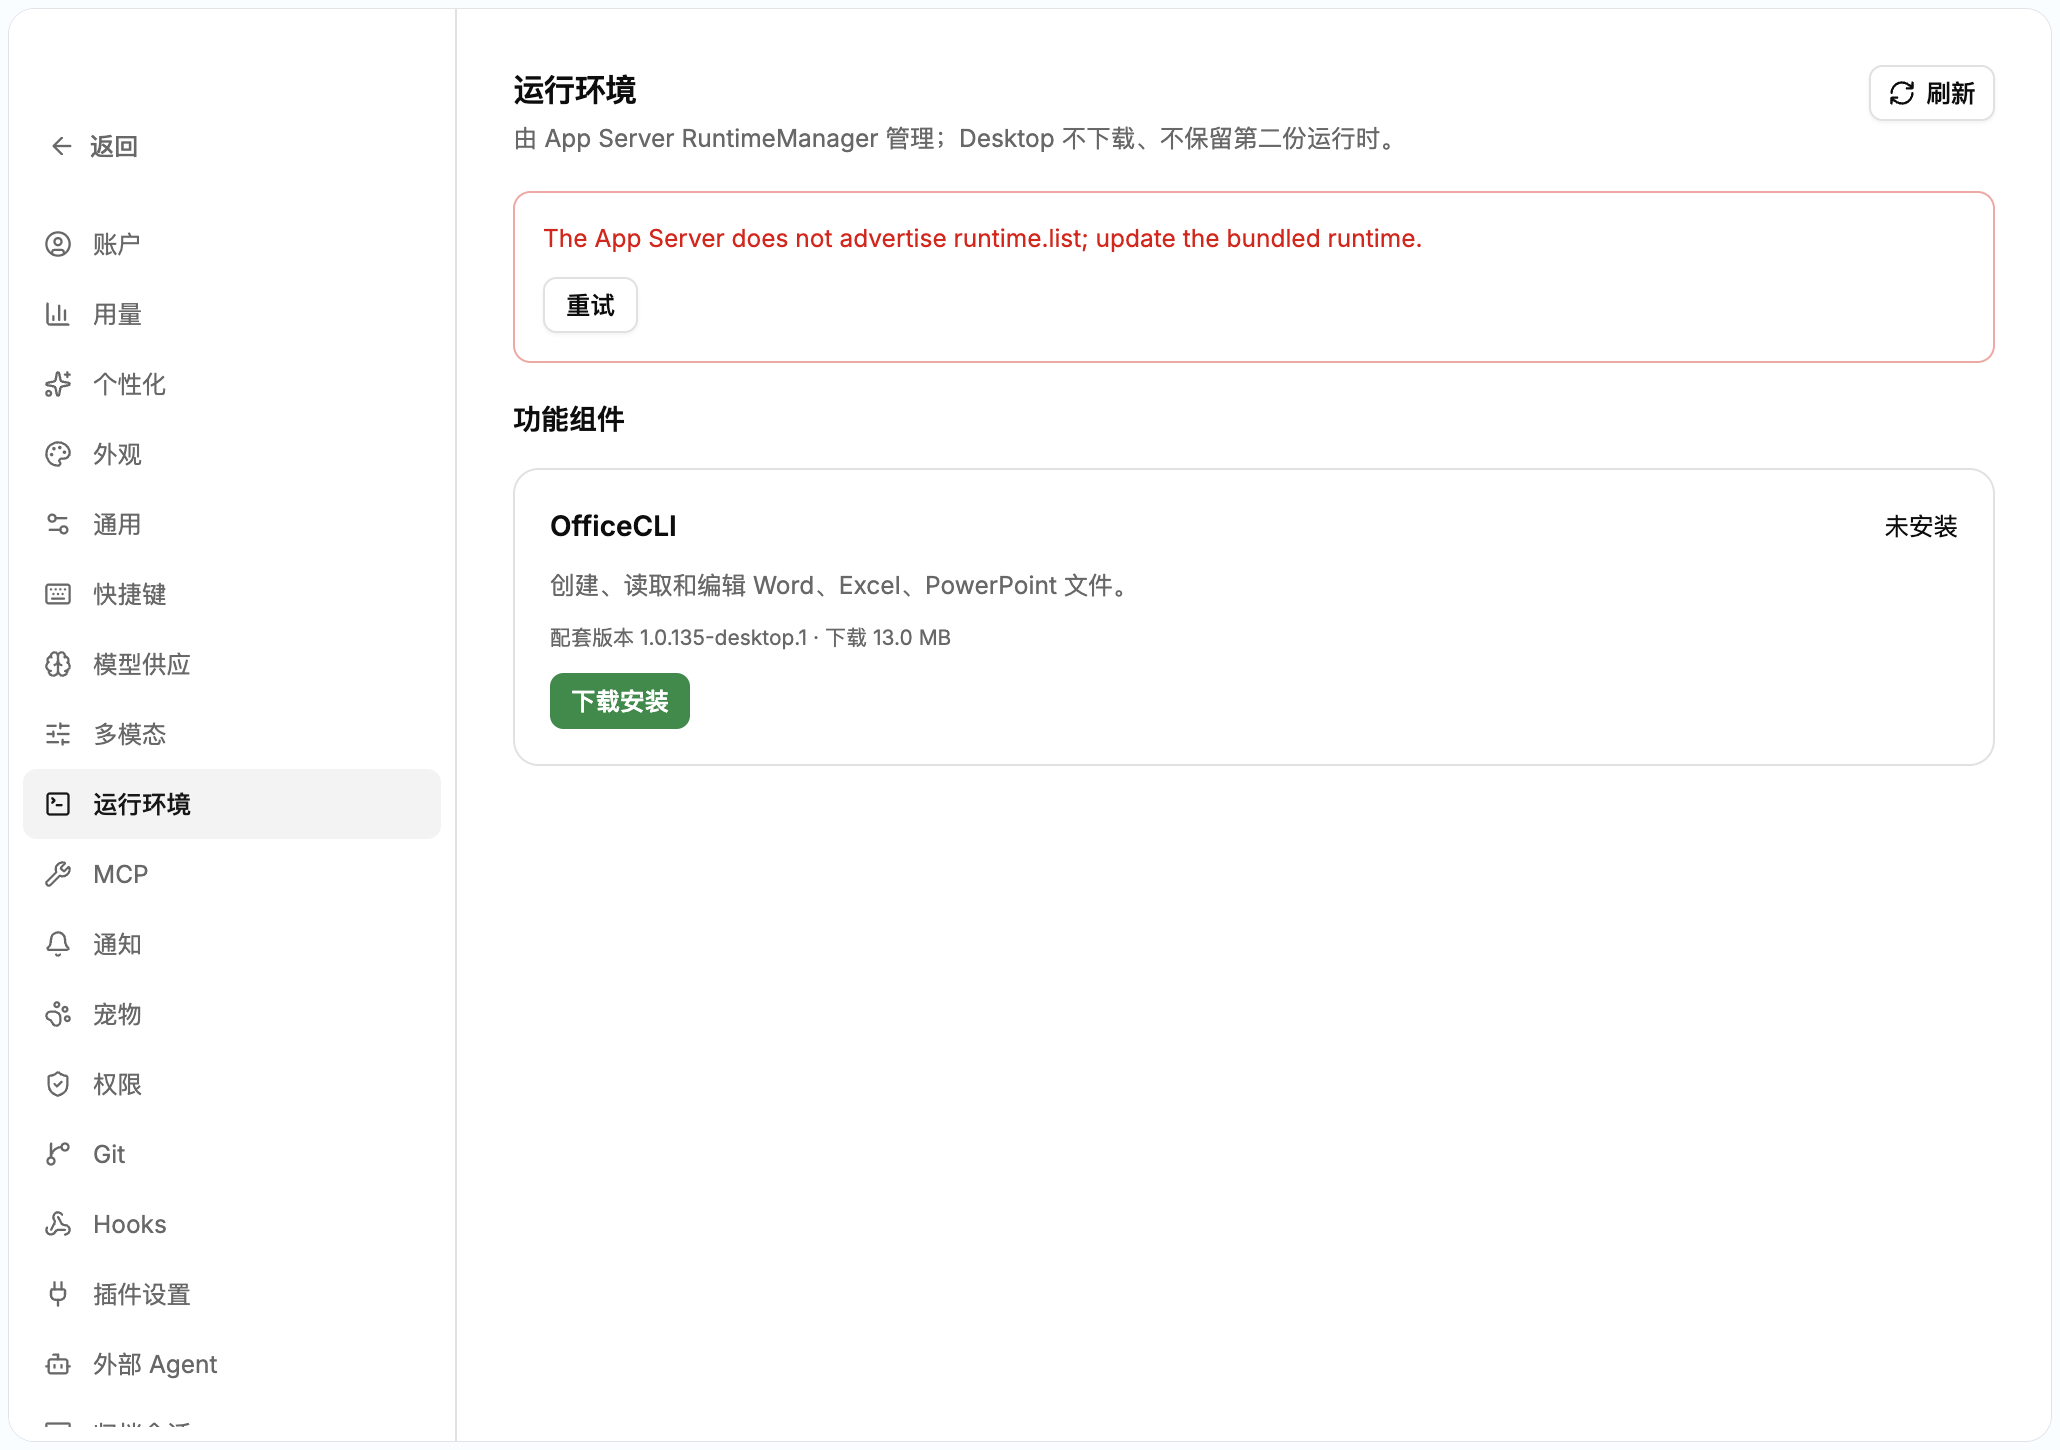 返回
账户
用量
个性化
外观
通用
快捷键
模型供应
多模态
运行环境
MCP
通知
宠物
权限
Git
Hooks
插件设置
外部 Agent
运行环境
刷新
由 App Server RuntimeManager 管理；Desktop 不下载、不保留第二份运行时。
The App Server does not advertise runtime.list; update the bundled runtime.
重试
功能组件
OfficeCLI
未安装
创建、读取和编辑 Word、Excel、PowerPoint 文件。
配套版本 1.0.135-desktop.1 · 下载 13.0 MB
下载安装